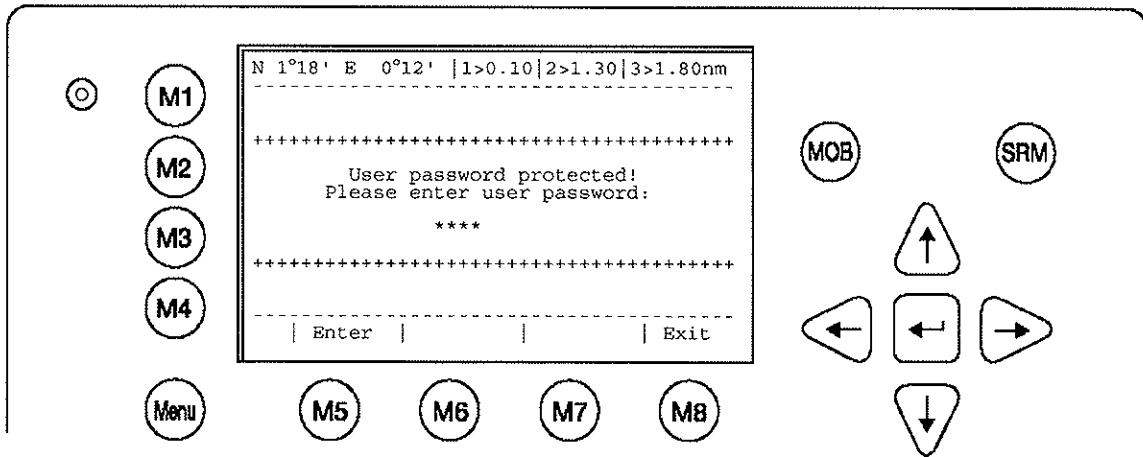 N 1°18' E 0°12' |1>0.10|2>1.30|3>1.80nm
----------------------------------------
++++++++++++++++++++++++++++++++++++++++
User password protected!
Please enter user password:
****
++++++++++++++++++++++++++++++++++++++++
----------------------------------------
| Enter | | | Exit
M1
M2
M3
M4
Menu
M5
M6
M7
M8
MOB
SRM
↑
← ↵ →
↓